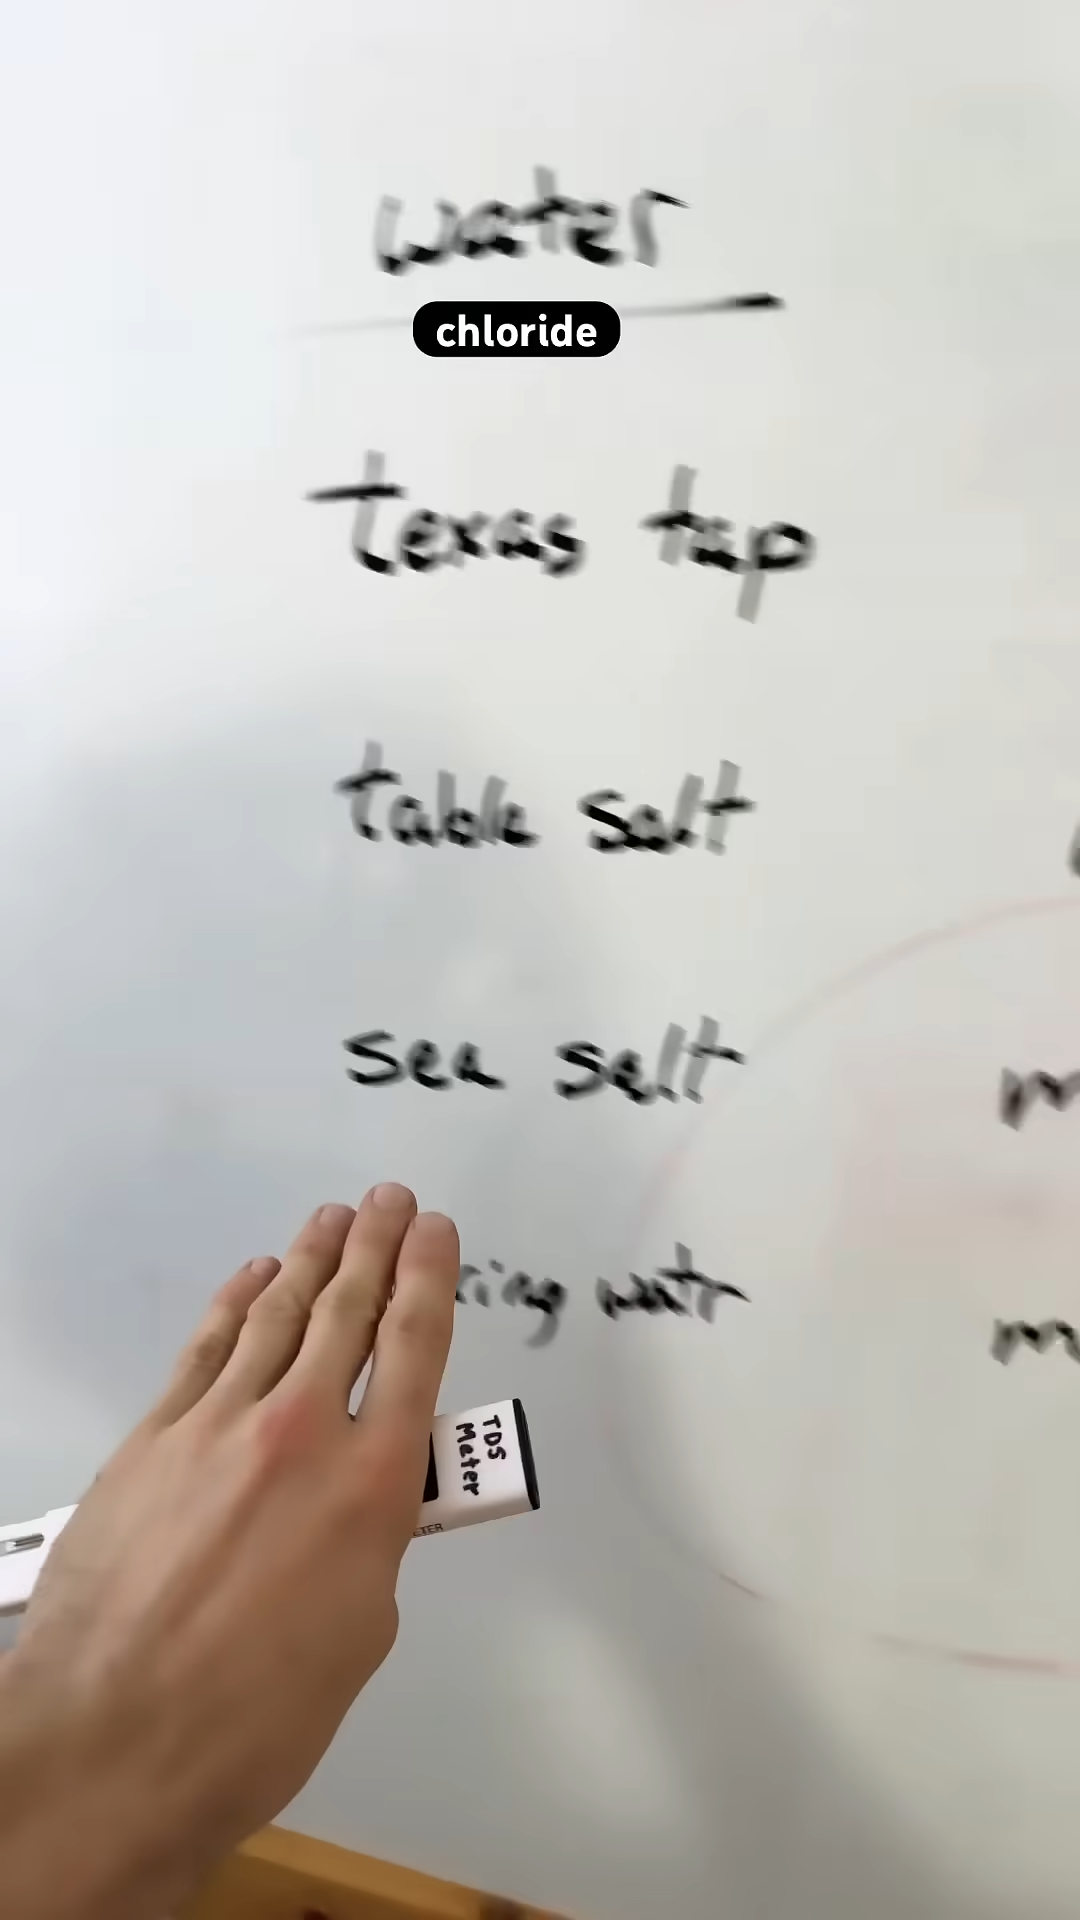 water
chloride
Texas tap
table salt
sea salt
TDS
Meter